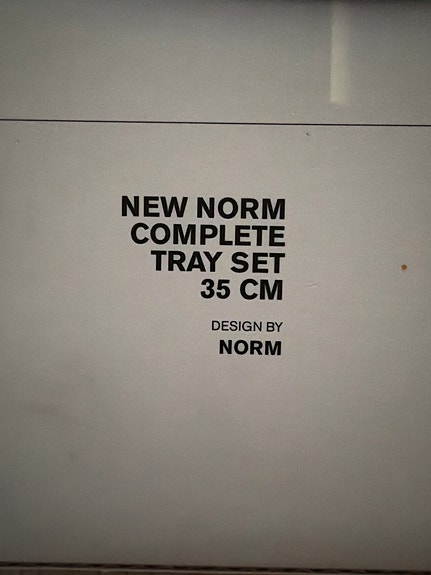 NEW NORM
COMPLETE
TRAY SET
35 CM
DESIGN BY
NORM